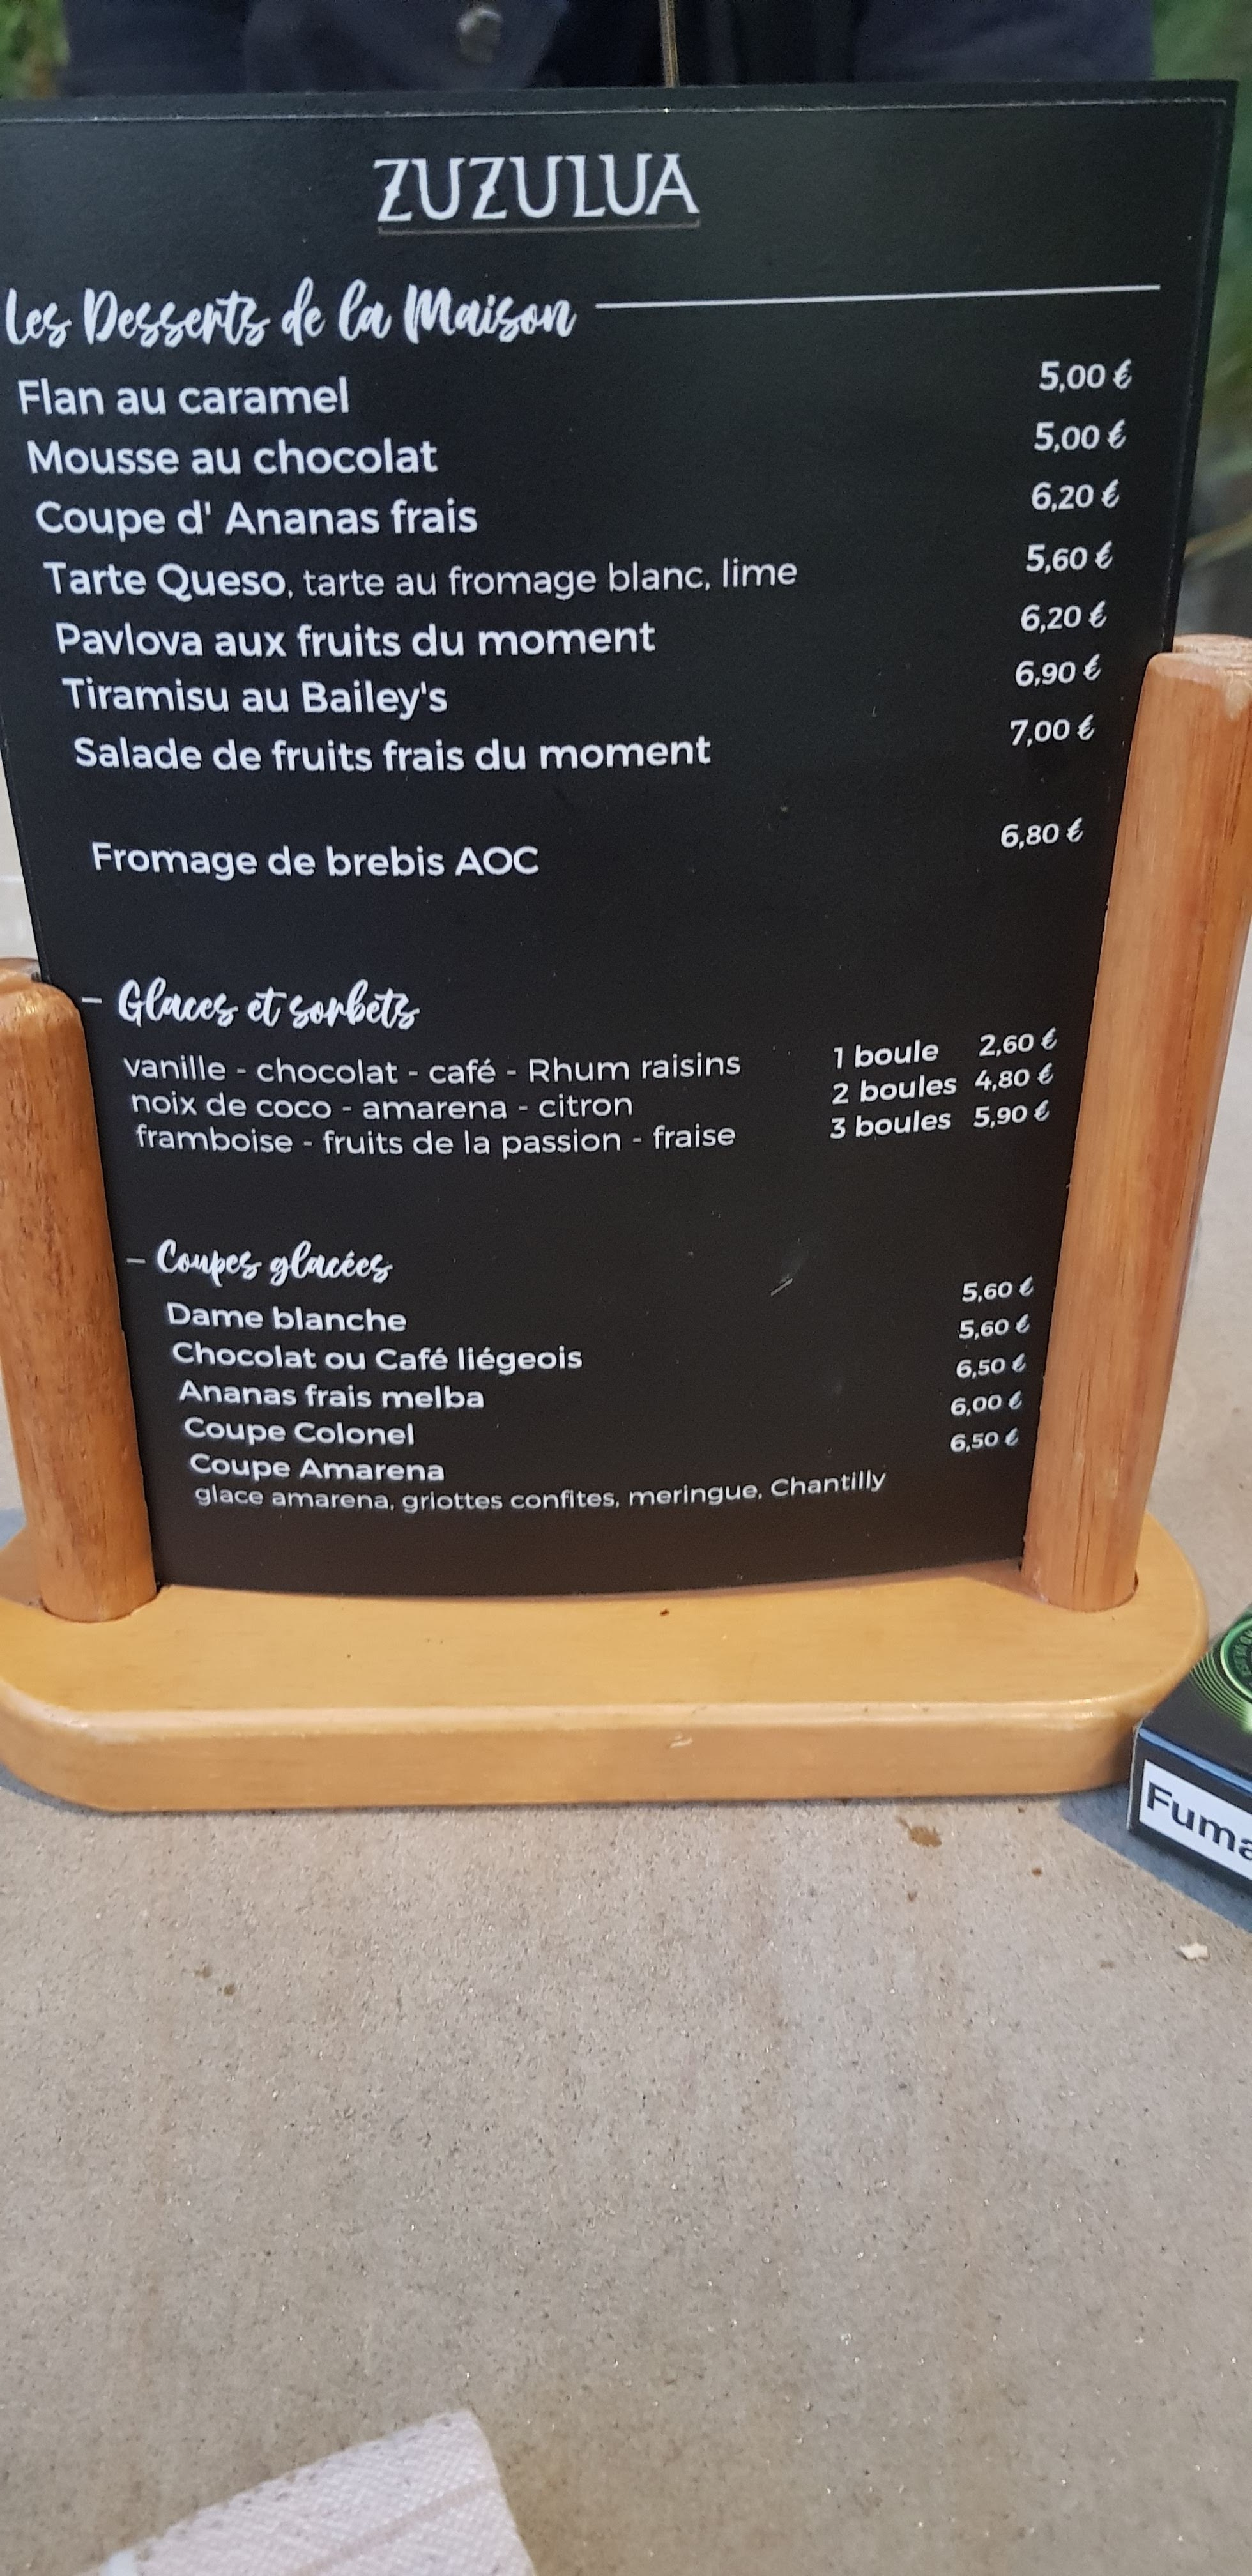 ZUZULUA
Les Desserts de la Maison
Flan au caramel 5,00 €
Mousse au chocolat 5,00 €
Coupe d' Ananas frais 6,20 €
Tarte Queso, tarte au fromage blanc, lime 5,60 €
Pavlova aux fruits du moment 6,20 €
Tiramisu au Bailey's 6,90 €
Salade de fruits frais du moment 7,00 €
Fromage de brebis AOC 6,80 €
- Glaces et sorbets
vanille - chocolat - café - Rhum raisins 1 boule 2,60 €
noix de coco - amarena - citron 2 boules 4,80 €
framboise - fruits de la passion - fraise 3 boules 5,90 €
- Coupes glacées
Dame blanche 5,60 €
Chocolat ou Café liégeois 5,60 €
Ananas frais melba 6,50 €
Coupe Colonel 6,00 €
Coupe Amarena 6,50 €
glace amarena, griottes confites, meringue, Chantilly
Fuma